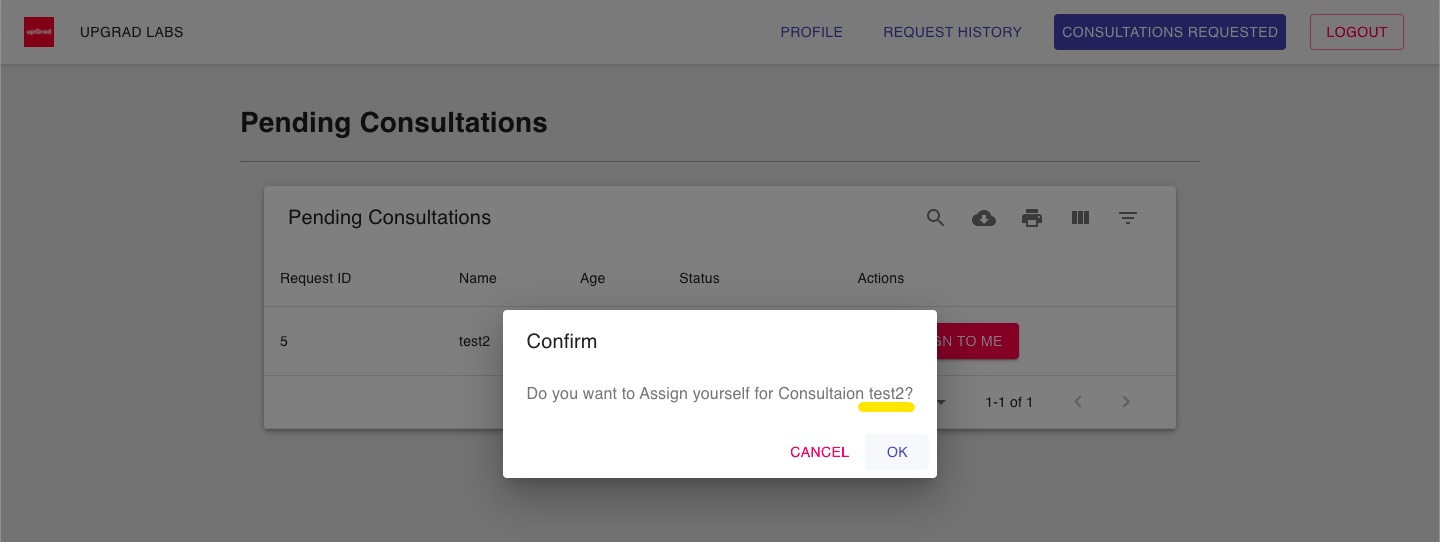 upGrad
UPGRAD LABS
PROFILE
REQUEST HISTORY
CONSULTATIONS REQUESTED
LOGOUT
Pending Consultations
Pending Consultations
Request ID
Name
Age
Status
Actions
5
test2
GN TO ME
Confirm
Do you want to Assign yourself for Consultaion test2?
CANCEL
OK
1-1 of 1